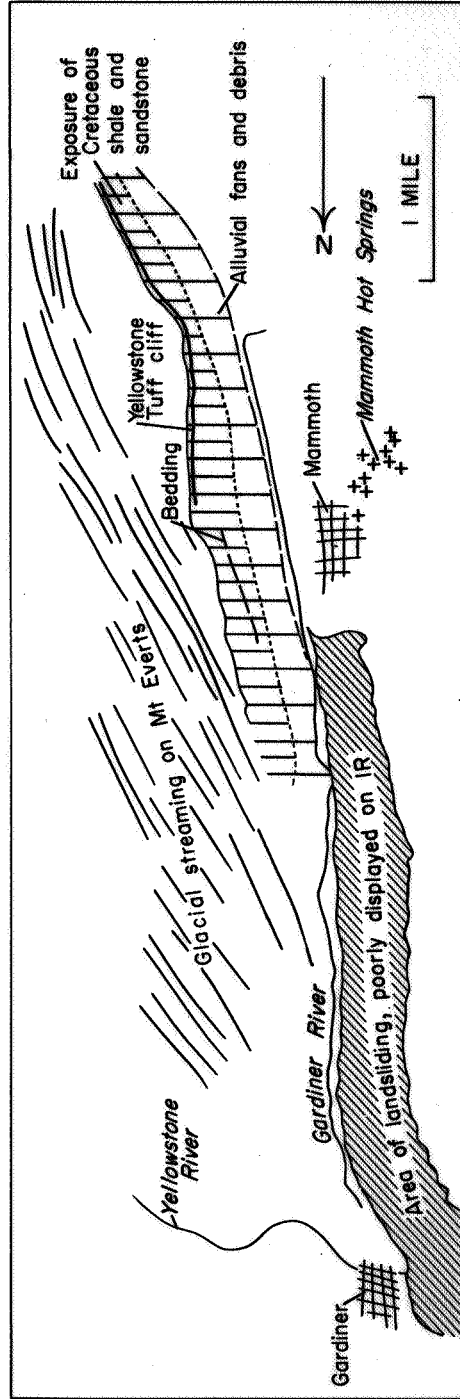 Exposure of
Cretaceous
shale and
sandstone
Alluvial fans and debris
Yellowstone
Tuff cliff
Bedding
Glacial streaming on Mt Everts
N
1 MILE
Mammoth
Mammoth Hot Springs
Yellowstone
River
Gardiner River
Area of landsliding, poorly displayed on IR
Gardiner